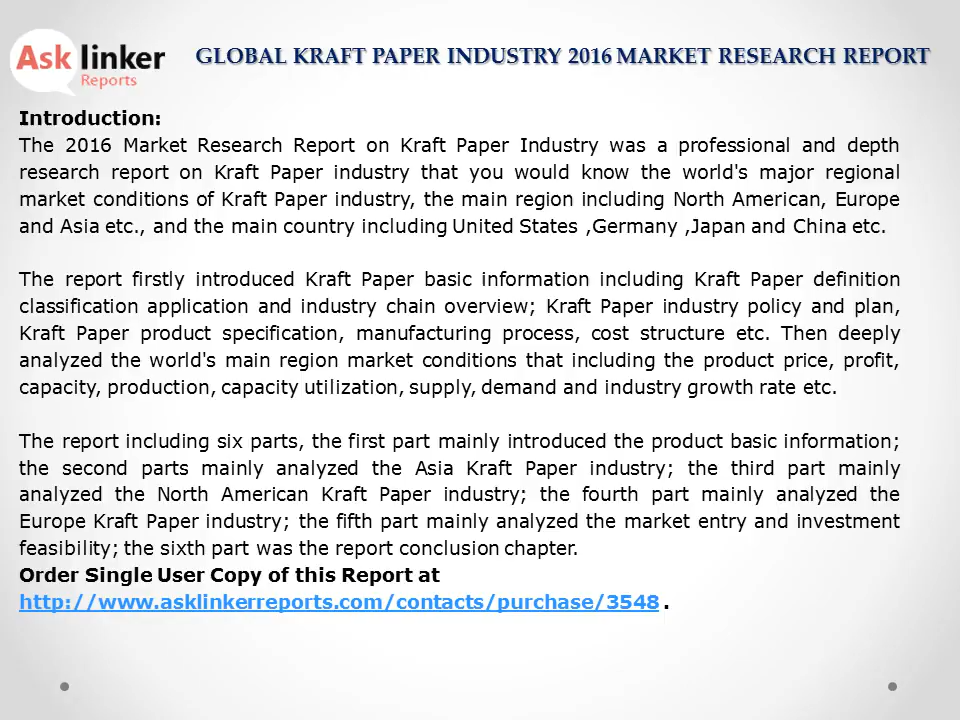 Ask linker
Reports
GLOBAL KRAFT PAPER INDUSTRY 2016 MARKET RESEARCH REPORT
Introduction:
The 2016 Market Research Report on Kraft Paper Industry was a professional and depth
research report on Kraft Paper industry that you would know the world's major regional
market conditions of Kraft Paper industry, the main region including North American, Europe
and Asia etc., and the main country including United States ,Germany ,Japan and China etc.
The report firstly introduced Kraft Paper basic information including Kraft Paper definition
classification application and industry chain overview; Kraft Paper industry policy and plan,
Kraft Paper product specification, manufacturing process, cost structure etc. Then deeply
analyzed the world's main region market conditions that including the product price, profit,
capacity, production, capacity utilization, supply, demand and industry growth rate etc.
The report including six parts, the first part mainly introduced the product basic information;
the second parts mainly analyzed the Asia Kraft Paper industry; the third part mainly
analyzed the North American Kraft Paper industry; the fourth part mainly analyzed the
Europe Kraft Paper industry; the fifth part mainly analyzed the market entry and investment
feasibility; the sixth part was the report conclusion chapter.
Order Single User Copy of this Report at
http://www.asklinkerreports.com/contacts/purchase/3548 .